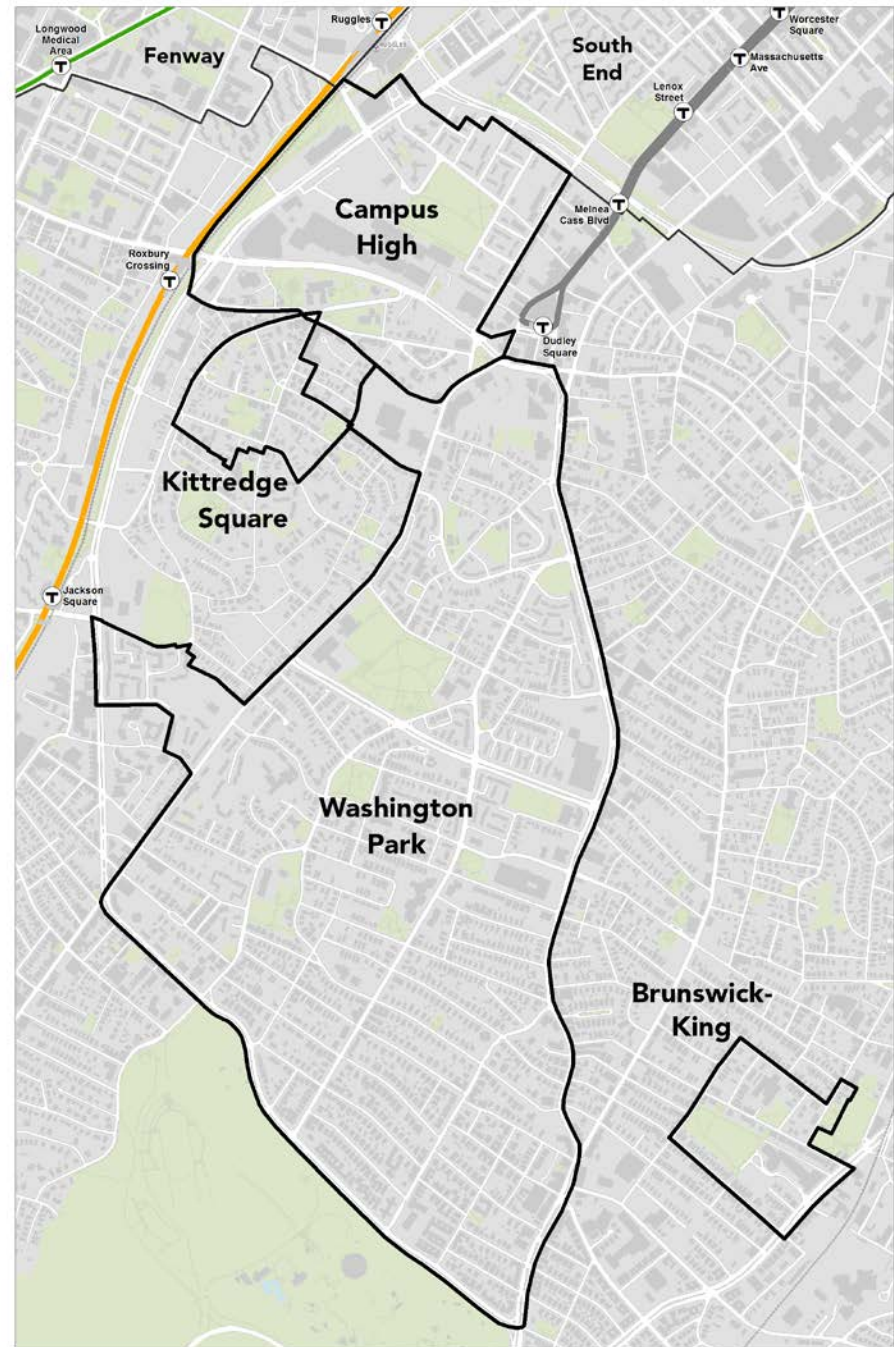 Longwood
Medical
Area
Fenway
Ruggles
RUGGLES
South
End
Worcester
Square
Massachusetts
Ave
Lenox
Street
Melnea
Cass Blvd
Campus
High
Roxbury
Crossing
Dudley
Square
Kittredge
Square
Jackson
Square
Washington
Park
Brunswick-
King